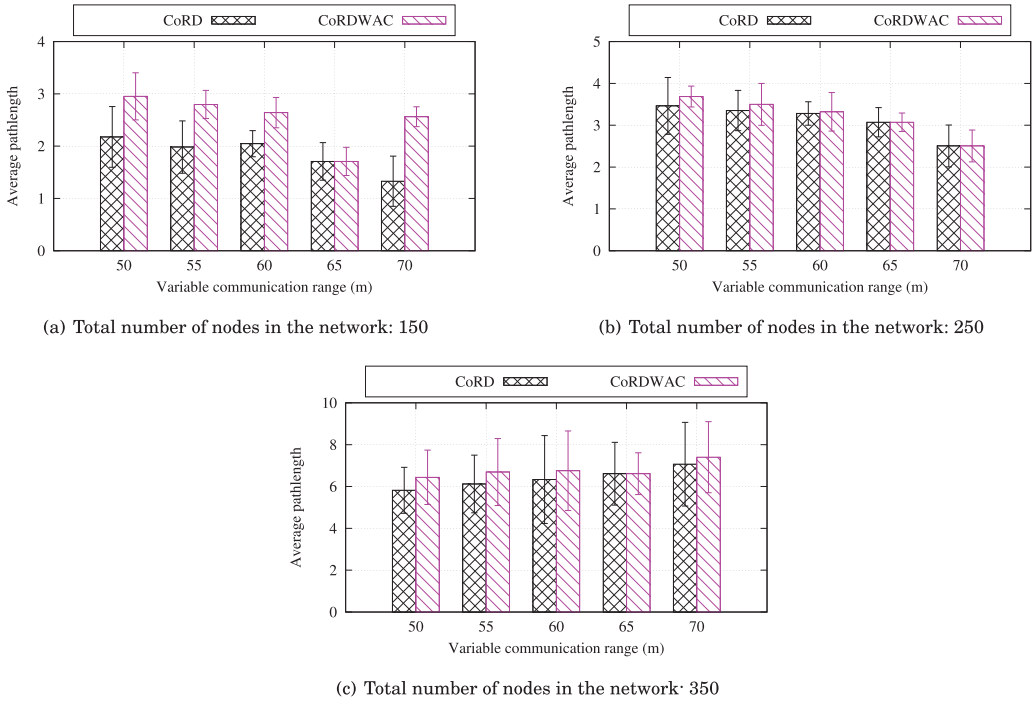 CoRD CoRDWAC
4
3
2
1
0
Average pathlength
50 55 60 65 70
Variable communication range (m)
(a) Total number of nodes in the network: 150
CoRD CoRDWAC
5
4
3
2
1
0
Average pathlength
50 55 60 65 70
Variable communication range (m)
(b) Total number of nodes in the network: 250
CoRD CoRDWAC
10
8
6
4
2
0
Average pathlength
50 55 60 65 70
Variable communication range (m)
(c) Total number of nodes in the network· 350